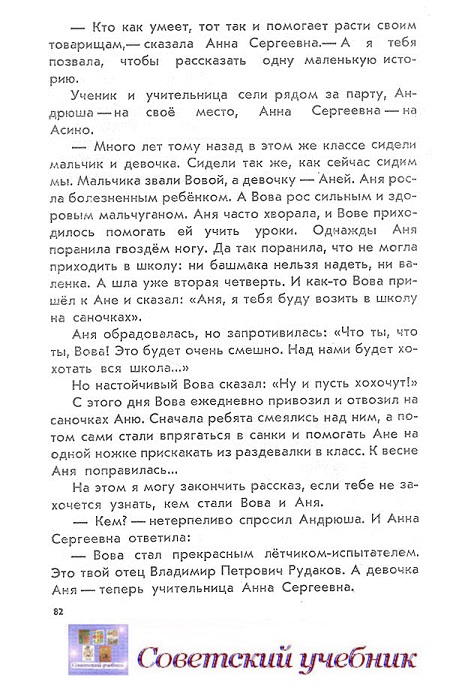 — Кто как умеет, тот так и помогает расти своим
товарищам,— сказала Анна Сергеевна.— А я тебя
позвала, чтобы рассказать одну маленькую исто-
рию.
Ученик и учительница сели рядом за парту, Ан-
дрюша — на своё место, Анна Сергеевна — на
Асино.
— Много лет тому назад в этом же классе сидели
мальчик и девочка. Сидели так же, как сейчас сидим
мы. Мальчика звали Вовой, а девочку — Аней. Аня рос-
ла болезненным ребёнком. А Вова рос сильным и здо-
ровым мальчуганом. Аня часто хворала, и Вове прихо-
дилось помогать ей учить уроки. Однажды Аня
поранила гвоздём ногу. Да так поранила, что не могла
приходить в школу: ни башмака нельзя надеть, ни ва-
ленка. А шла уже вторая четверть. И как-то Вова при-
шёл к Ане и сказал: «Аня, я тебя буду возить в школу
на саночках».
Аня обрадовалась, но запротивилась: «Что ты, что
ты, Вова! Это будет очень смешно. Над нами будет хо-
хотать вся школа...»
Но настойчивый Вова сказал: «Ну и пусть хохочут!»
С этого дня Вова ежедневно привозил и отвозил на
саночках Аню. Сначала ребята смеялись над ним, а по-
том сами стали впрягаться в санки и помогать Ане на
одной ножке прискакать из раздевалки в класс. К весне
Аня поправилась...
На этом я могу закончить рассказ, если тебе не за-
хочется узнать, кем стали Вова и Аня.
— Кем? — нетерпеливо спросил Андрюша. И Анна
Сергеевна ответила:
— Вова стал прекрасным лётчиком-испытателем.
Это твой отец Владимир Петрович Рудаков. А девочка
Аня — теперь учительница Анна Сергеевна.
82
Советский учебник
Советский учебник